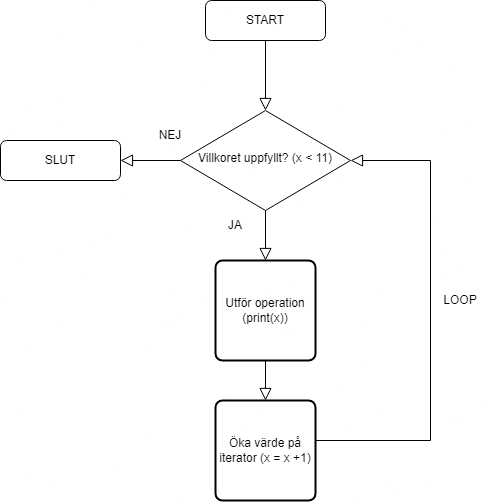 START
NEJ
Villkoret uppfyllt? (x < 11)
SLUT
JA
Utför operation
(print(x))
LOOP
Öka värde på
iterator (x = x +1)